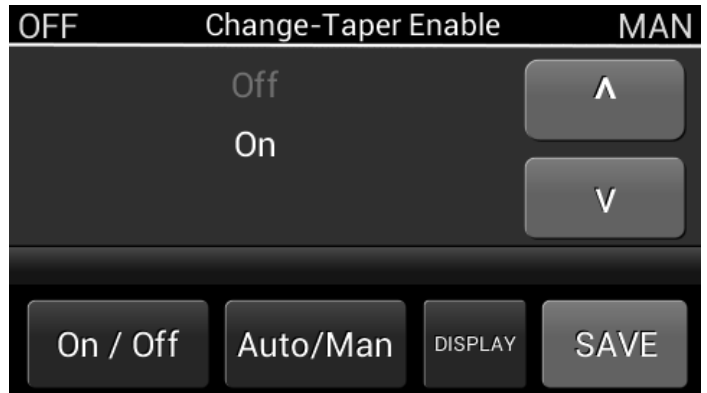 OFF Change-Taper Enable MAN
Off
ʌ
On
v
On / Off Auto/Man DISPLAY SAVE